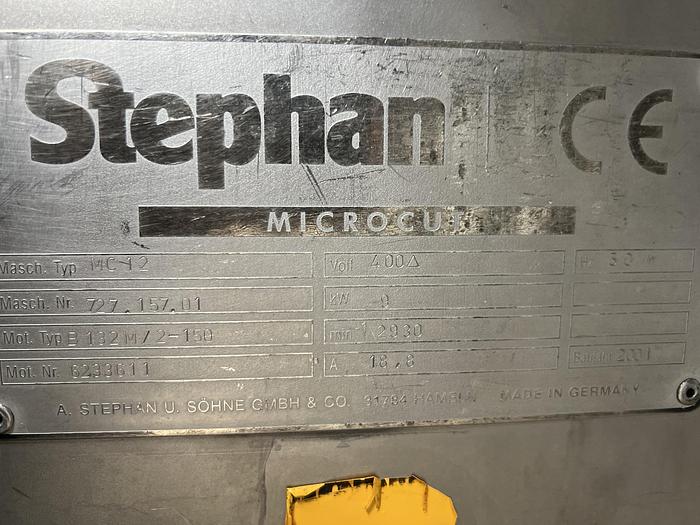 Stephan CE
MICROCUT
Masch. Typ MC 12 Volt 400Δ Hz 50
Masch. Nr. 727.157.01 kW 9
Mot. Typ B 132M/2-150 min⁻¹ 2930
Mot. Nr. 6233611 A 18,8 Baujahr 2001
A. STEPHAN U. SÖHNE GMBH & CO. 31784 HAMELN MADE IN GERMANY